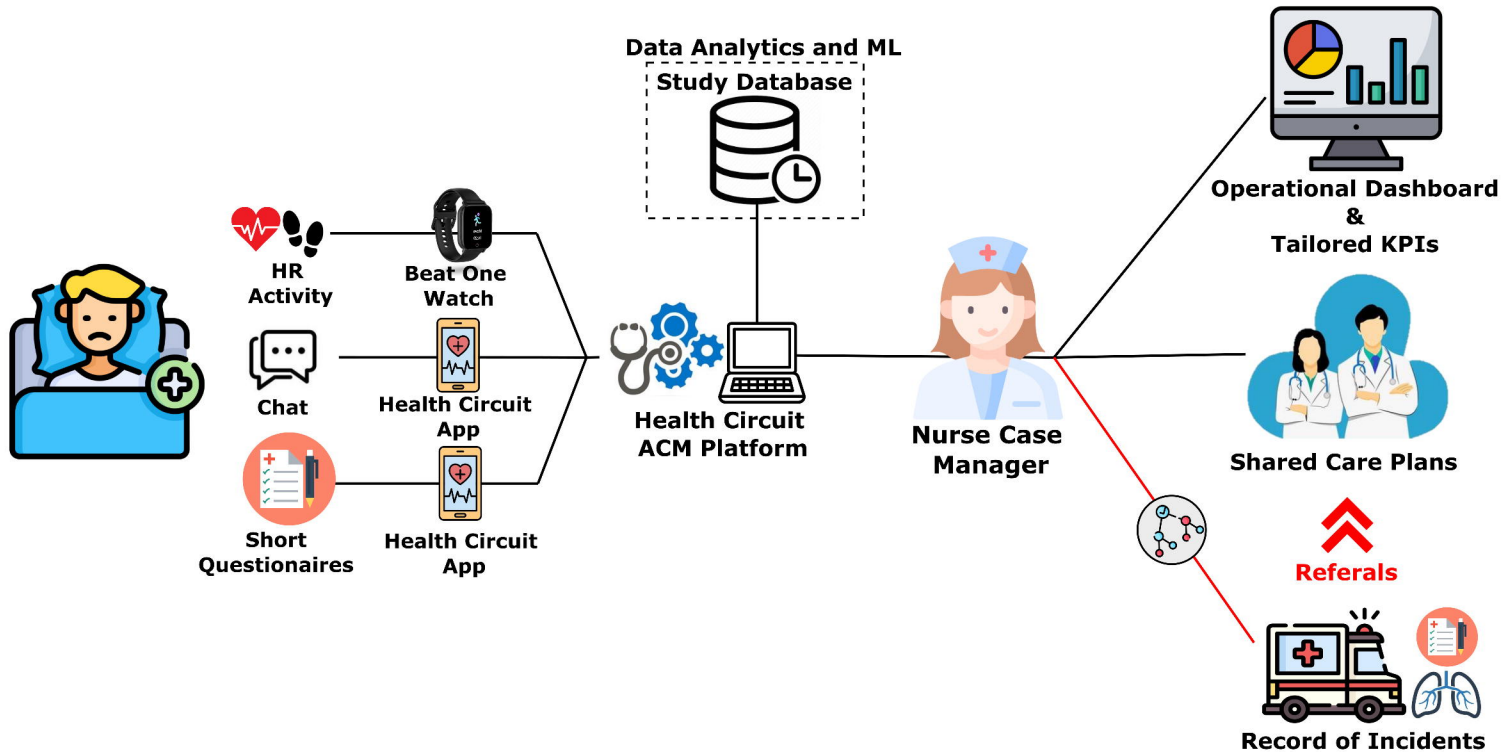 Data Analytics and ML
Study Database
HR
Activity
Beat One
Watch
Chat
Health Circuit
App
Short
Questionaires
Health Circuit
App
Health Circuit
ACM Platform
Nurse Case
Manager
Operational Dashboard
&
Tailored KPIs
Shared Care Plans
Referals
Record of Incidents